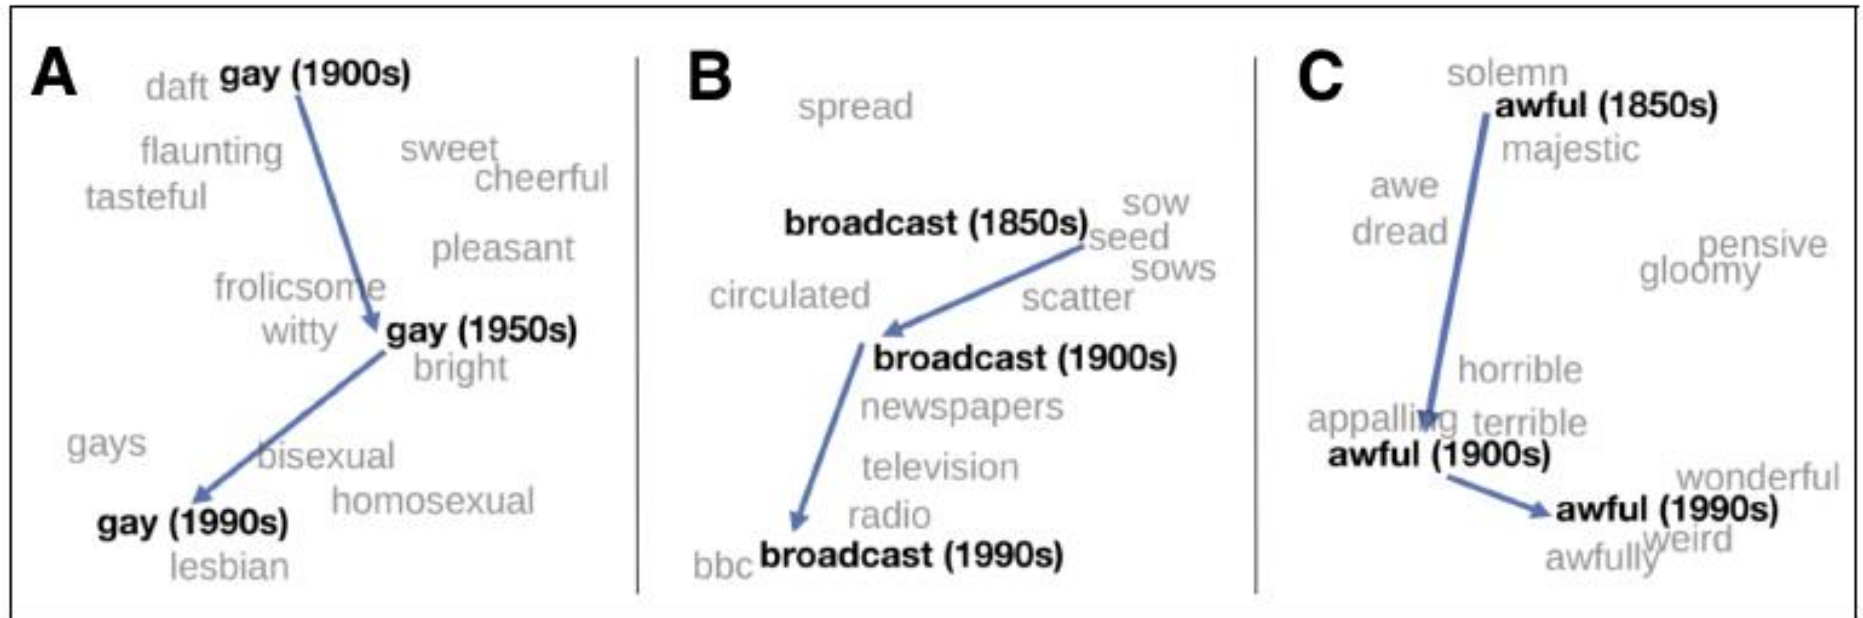 A
daft gay (1900s)
flaunting
sweet
tasteful
cheerful
pleasant
frolicsome
witty
gay (1950s)
bright
gays
bisexual
homosexual
gay (1990s)
lesbian
B
spread
broadcast (1850s)
sow
seed
sows
circulated
scatter
broadcast (1900s)
newspapers
television
radio
bbc broadcast (1990s)
C
solemn
awful (1850s)
majestic
awe
dread
pensive
gloomy
horrible
appalling terrible
awful (1900s)
wonderful
awful (1990s)
weird
awfully